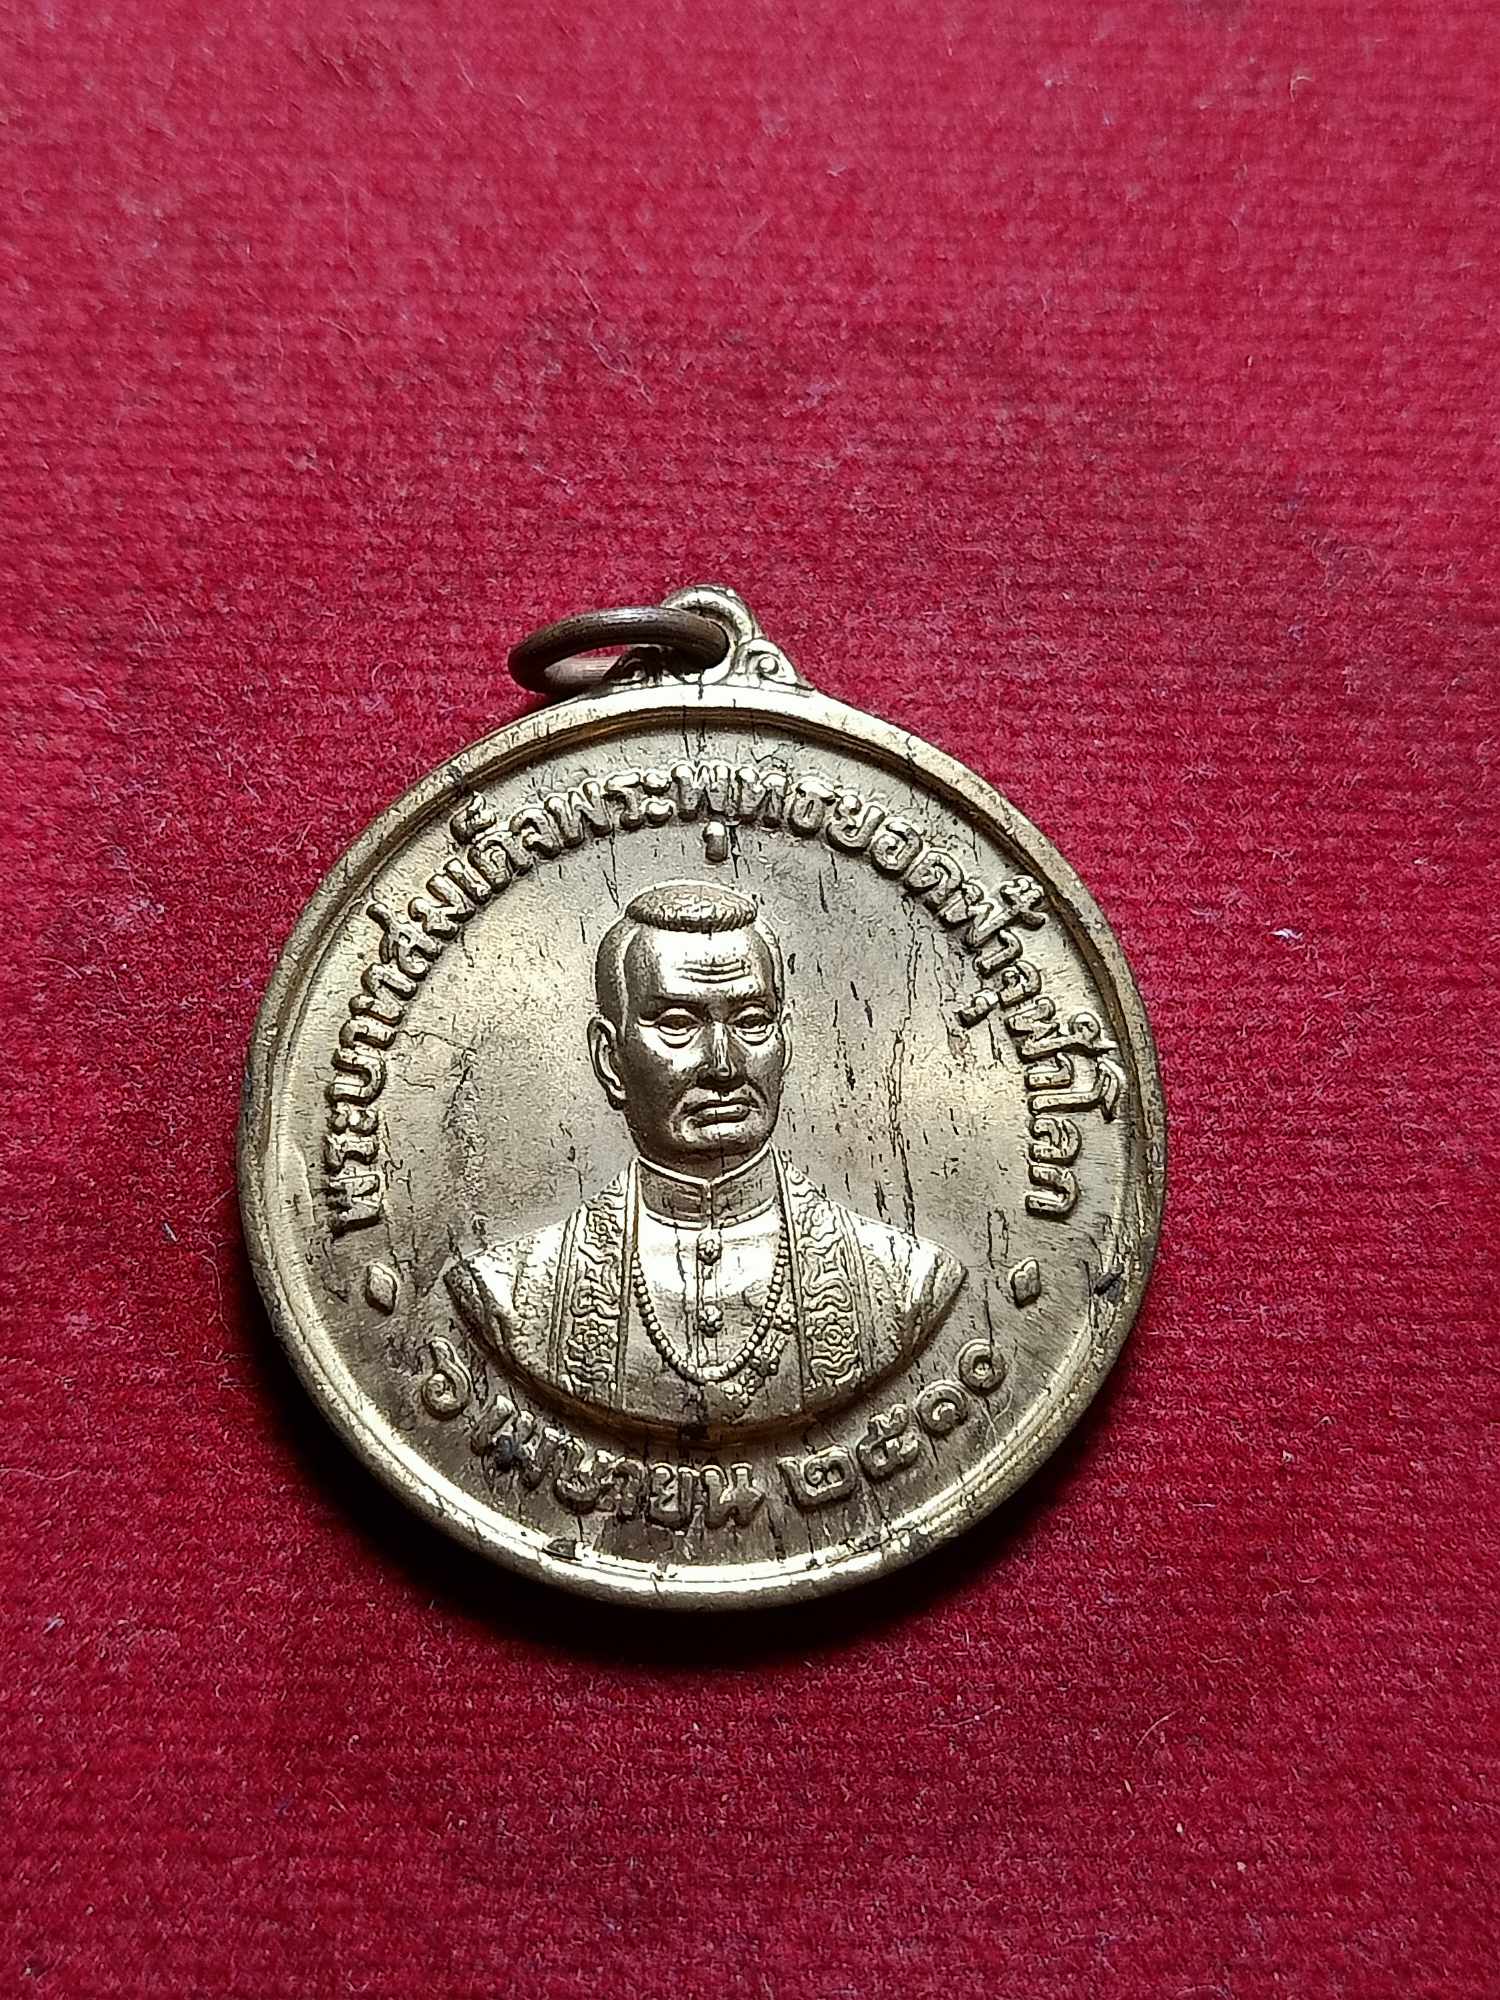 พระบาทสมเด็จพระพุทธยอดฟ้าจุฬาโลก
๖ เมษายน ๒๕๑๐